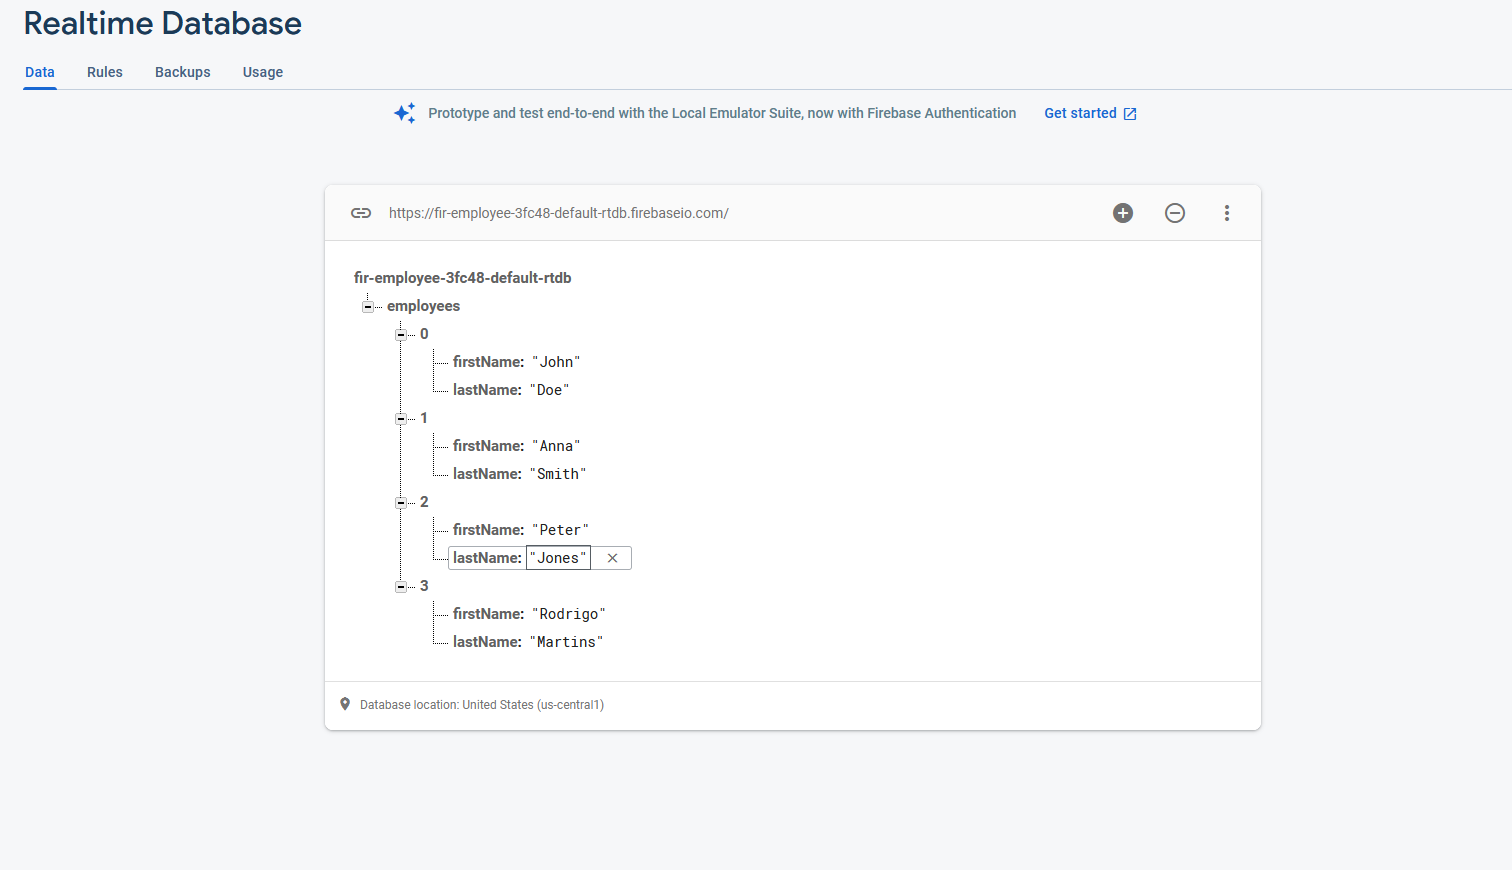 Realtime Database
Data Rules Backups Usage
Prototype and test end-to-end with the Local Emulator Suite, now with Firebase Authentication Get started
https://fir-employee-3fc48-default-rtdb.firebaseio.com/
fir-employee-3fc48-default-rtdb
employees
0
firstName: "John"
lastName: "Doe"
1
firstName: "Anna"
lastName: "Smith"
2
firstName: "Peter"
lastName: "Jones"
3
firstName: "Rodrigo"
lastName: "Martins"
Database location: United States (us-central1)